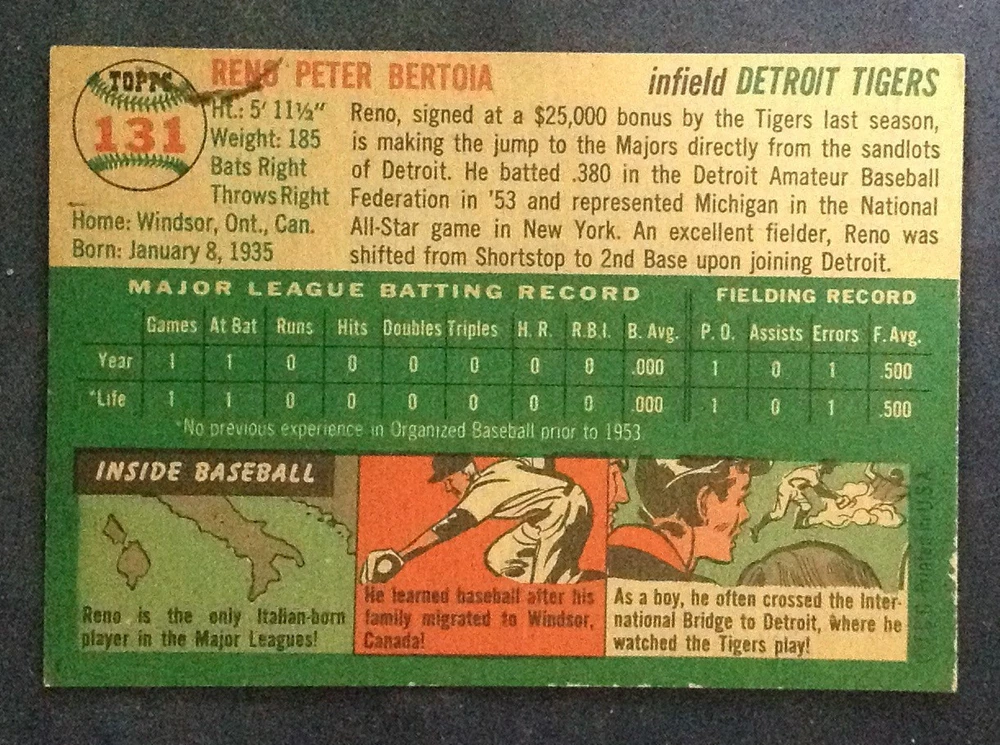 TOPPS
131
RENO PETER BERTOIA
infield DETROIT TIGERS
Ht.: 5' 11½"
Weight: 185
Bats Right
Throws Right
Home: Windsor, Ont., Can.
Born: January 8, 1935
Reno, signed at a $25,000 bonus by the Tigers last season,
is making the jump to the Majors directly from the sandlots
of Detroit. He batted .380 in the Detroit Amateur Baseball
Federation in '53 and represented Michigan in the National
All-Star game in New York. An excellent fielder, Reno was
shifted from Shortstop to 2nd Base upon joining Detroit.
MAJOR LEAGUE BATTING RECORD FIELDING RECORD
Games At Bat Runs Hits Doubles Triples H. R. R.B.I. B. Avg. P. O. Assists Errors F. Avg.
Year 1 1 0 0 0 0 0 0 .000 1 0 1 .500
*Life 1 1 0 0 0 0 0 0 .000 1 0 1 .500
*No previous experience in Organized Baseball prior to 1953.
INSIDE BASEBALL
Reno is the only Italian-born
player in the Major Leagues!
He learned baseball after his
family migrated to Windsor,
Canada!
As a boy, he often crossed the Inter-
national Bridge to Detroit, where he
watched the Tigers play!
U.S.A.